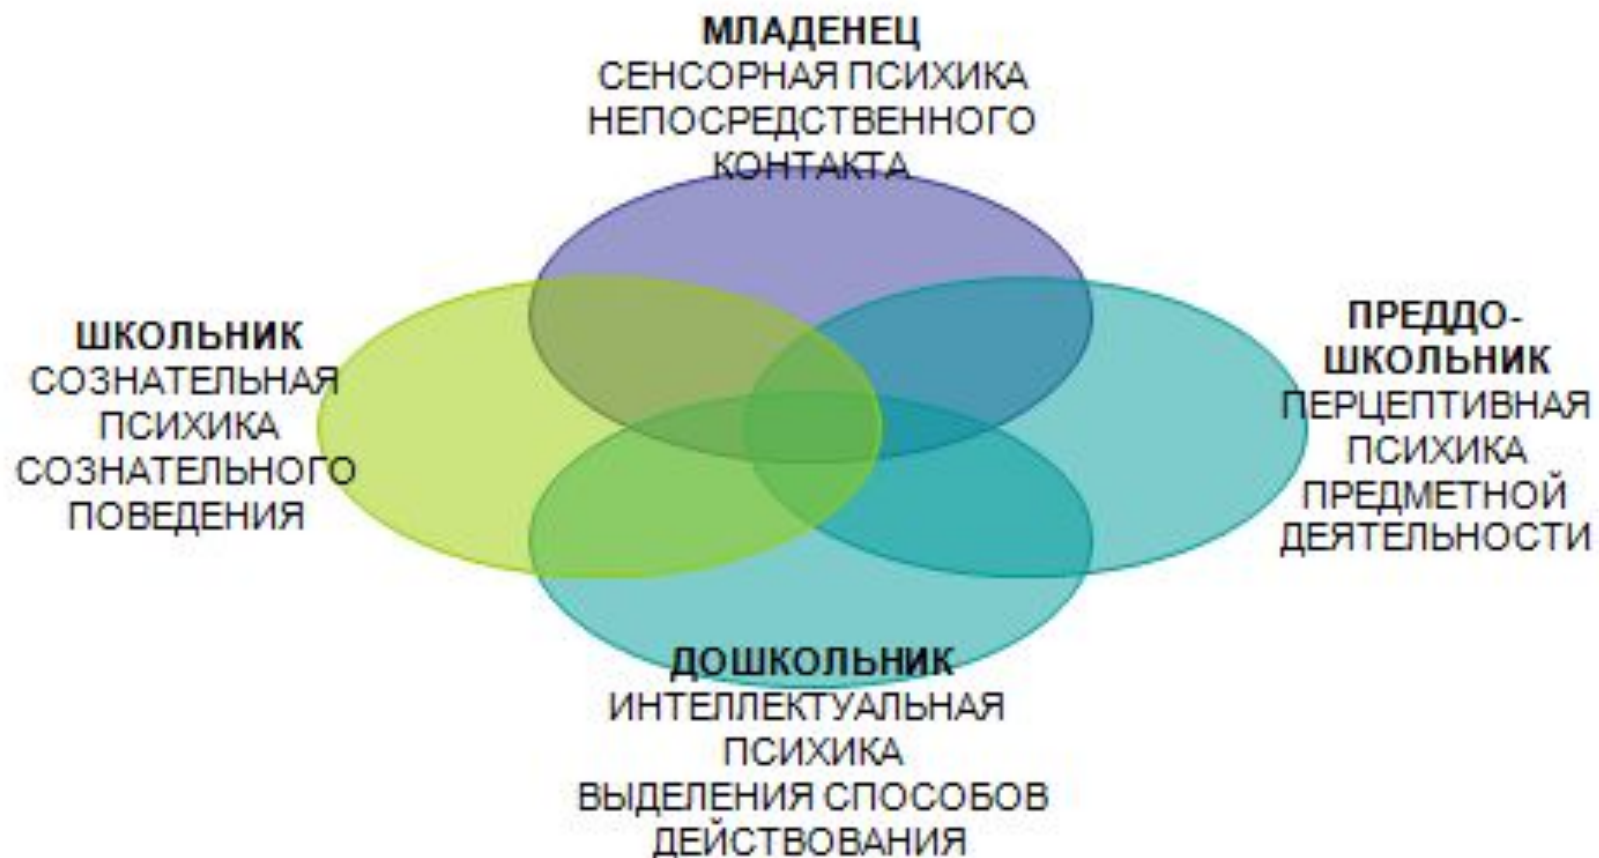 МЛАДЕНЕЦ
СЕНСОРНАЯ ПСИХИКА
НЕПОСРЕДСТВЕННОГО
КОНТАКТА
ПРЕДДО-
ШКОЛЬНИК
ПЕРЦЕПТИВНАЯ
ПСИХИКА
ПРЕДМЕТНОЙ
ДЕЯТЕЛЬНОСТИ
ДОШКОЛЬНИК
ИНТЕЛЛЕКТУАЛЬНАЯ
ПСИХИКА
ВЫДЕЛЕНИЯ СПОСОБОВ
ДЕЙСТВОВАНИЯ
ШКОЛЬНИК
СОЗНАТЕЛЬНАЯ
ПСИХИКА
СОЗНАТЕЛЬНОГО
ПОВЕДЕНИЯ